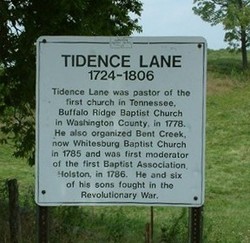 TIDENCE LANE
1724-1806
Tidence Lane was pastor of the
first church in Tennessee,
Buffalo Ridge Baptist Church
in Washington County, in 1778.
He also organized Bent Creek,
now Whitesburg Baptist Church
in 1785 and was first moderator
of the first Baptist Association,
Holston, in 1786. He and six
of his sons fought in the
Revolutionary War.